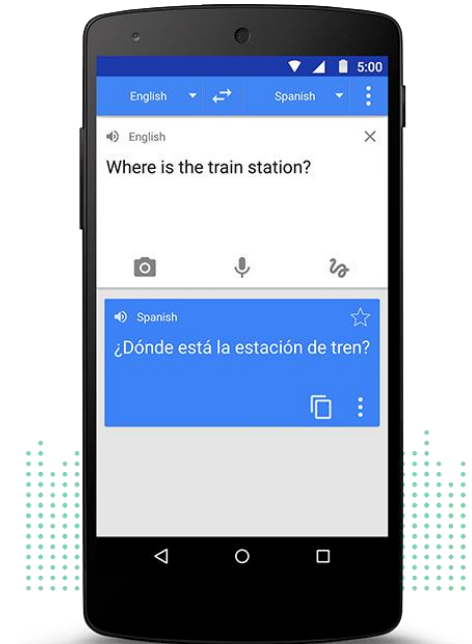 5:00
English Spanish
English
Where is the train station?
Spanish
¿Dónde está la estación de tren?